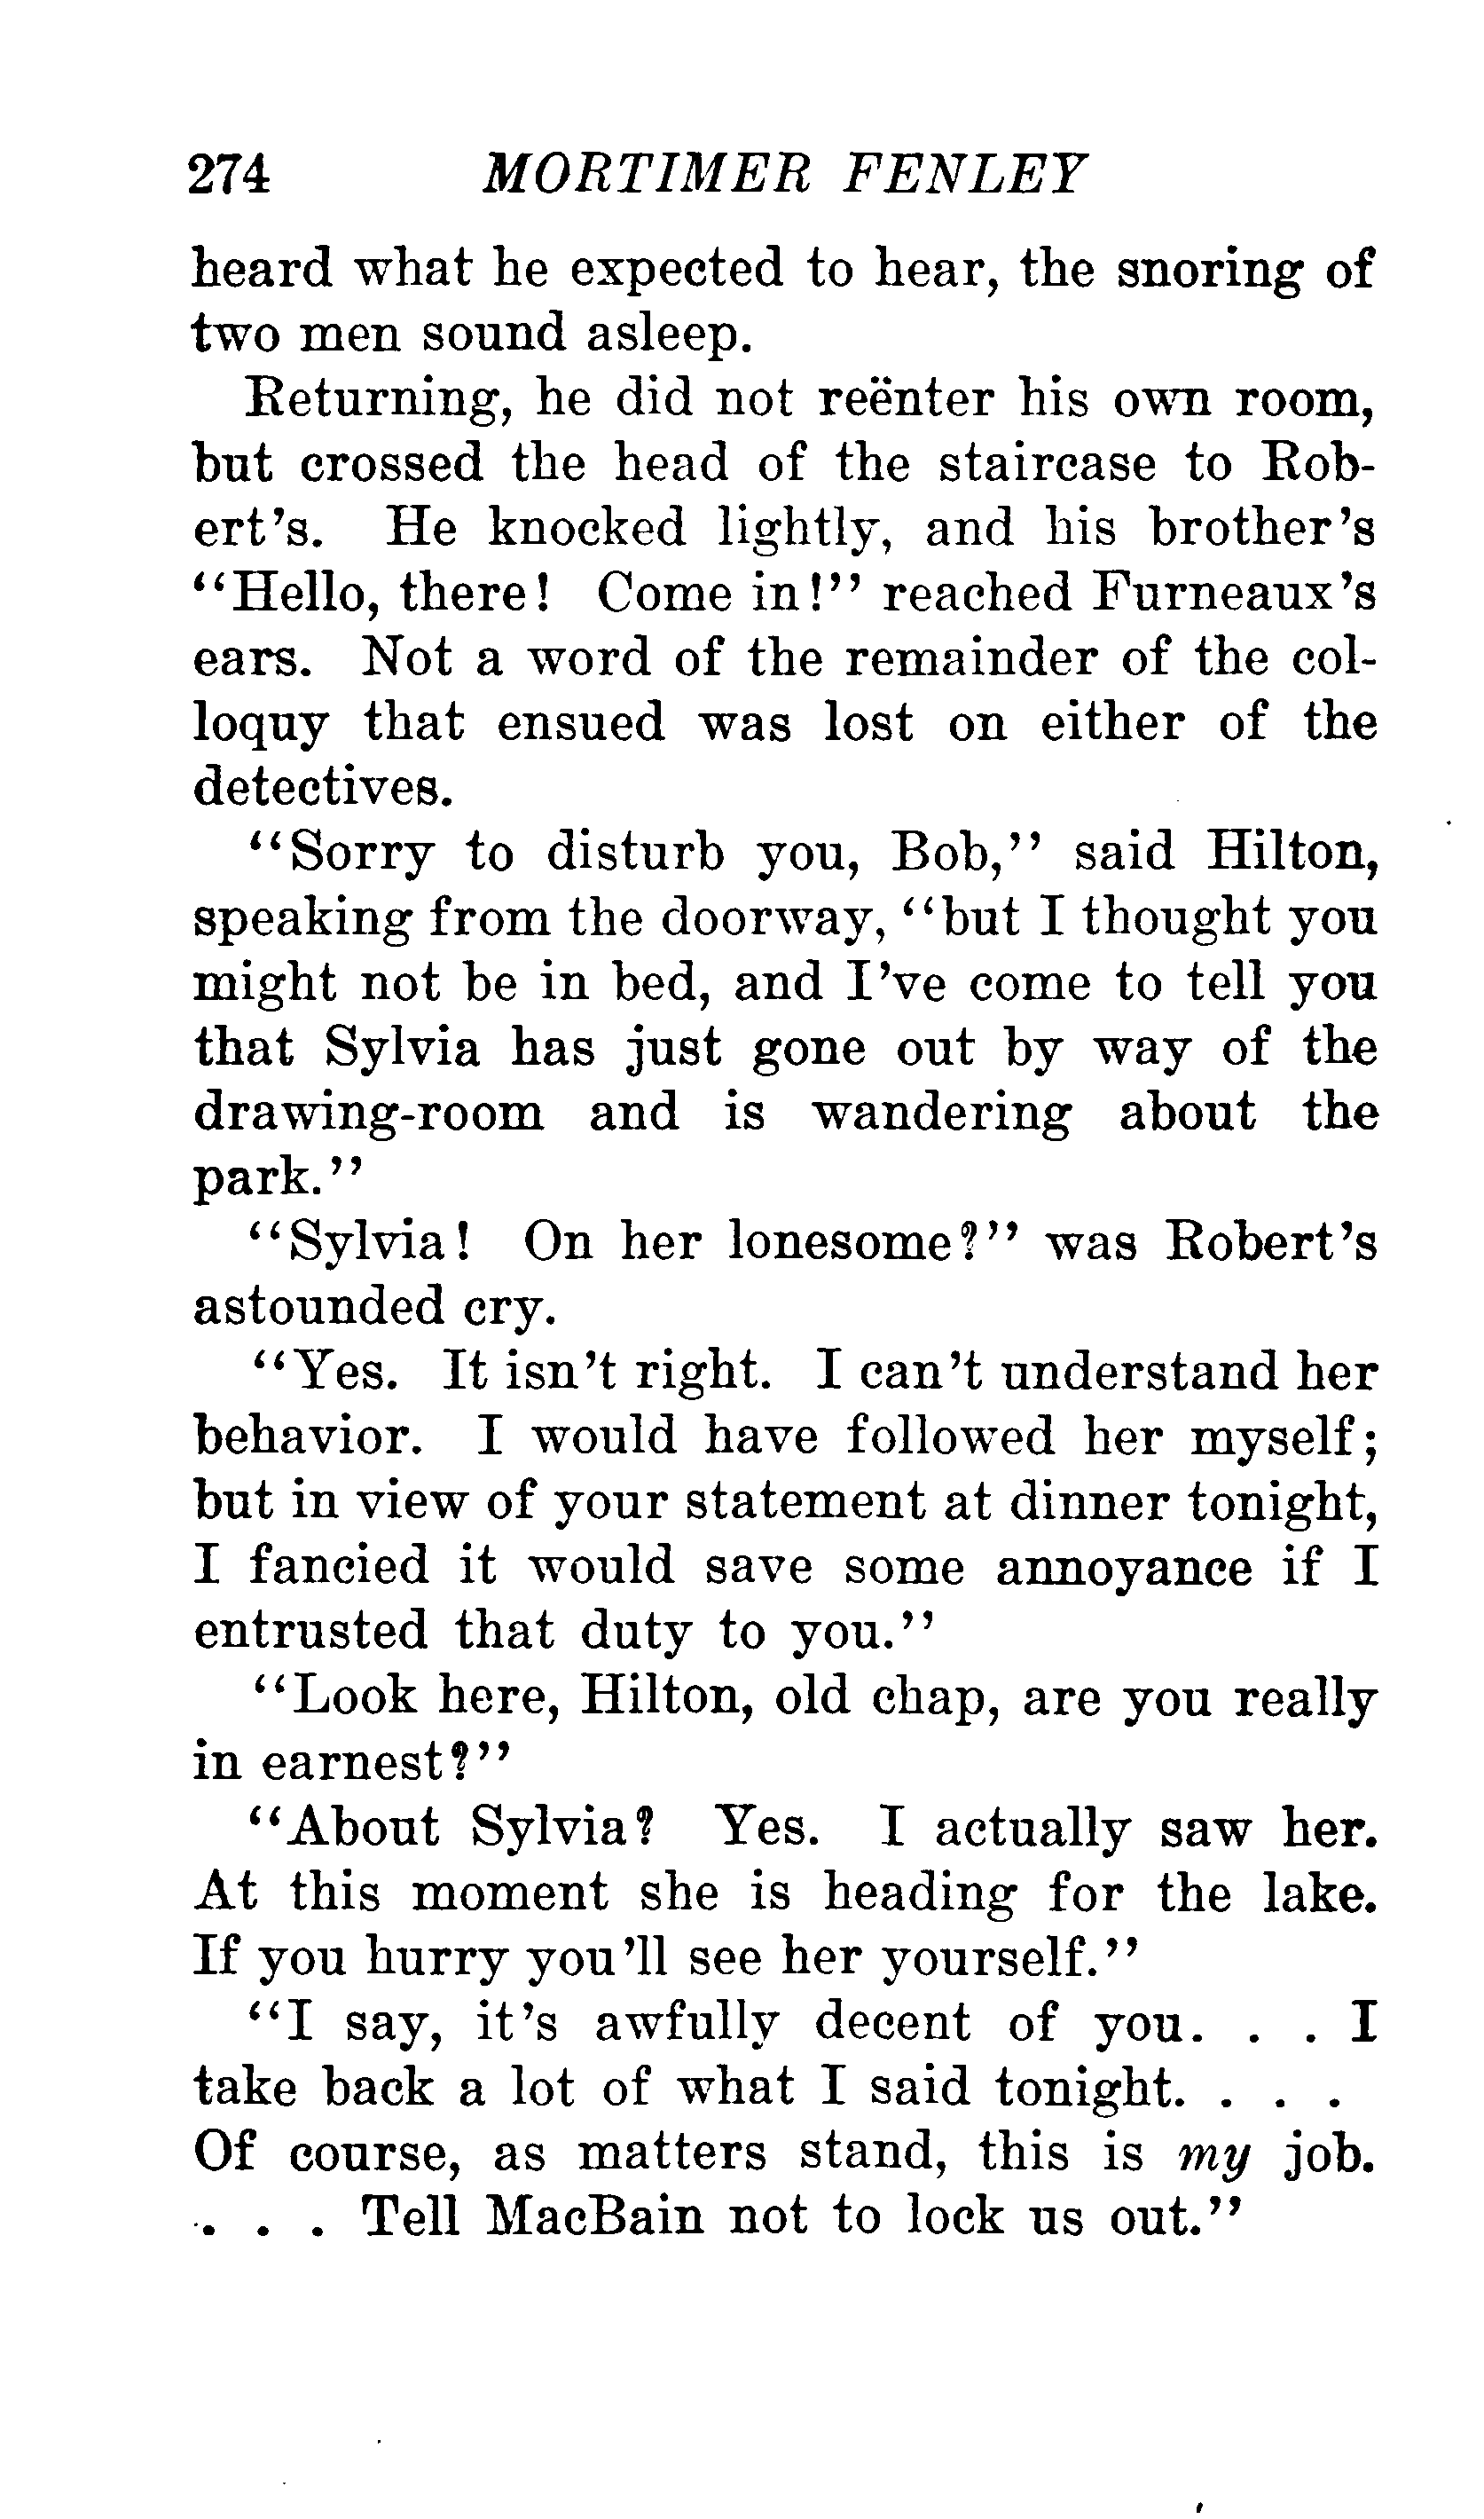 274 MORTIMER FENLEY
heard what he expected to hear, the snoring of
two men sound asleep.
Returning, he did not reënter his own room,
but crossed the head of the staircase to Rob-
ert's. He knocked lightly, and his brother's
"Hello, there! Come in!" reached Furneaux's
ears. Not a word of the remainder of the col-
loquy that ensued was lost on either of the
detectives.
"Sorry to disturb you, Bob," said Hilton,
speaking from the doorway, "but I thought you
might not be in bed, and I've come to tell you
that Sylvia has just gone out by way of the
drawing-room and is wandering about the
park."
"Sylvia! On her lonesome?" was Robert's
astounded cry.
"Yes. It isn't right. I can't understand her
behavior. I would have followed her myself;
but in view of your statement at dinner tonight,
I fancied it would save some annoyance if I
entrusted that duty to you."
"Look here, Hilton, old chap, are you really
in earnest?"
"About Sylvia? Yes. I actually saw her.
At this moment she is heading for the lake.
If you hurry you'll see her yourself."
"I say, it's awfully decent of you. . . I
take back a lot of what I said tonight. . . .
Of course, as matters stand, this is my job.
. . . Tell MacBain not to lock us out."